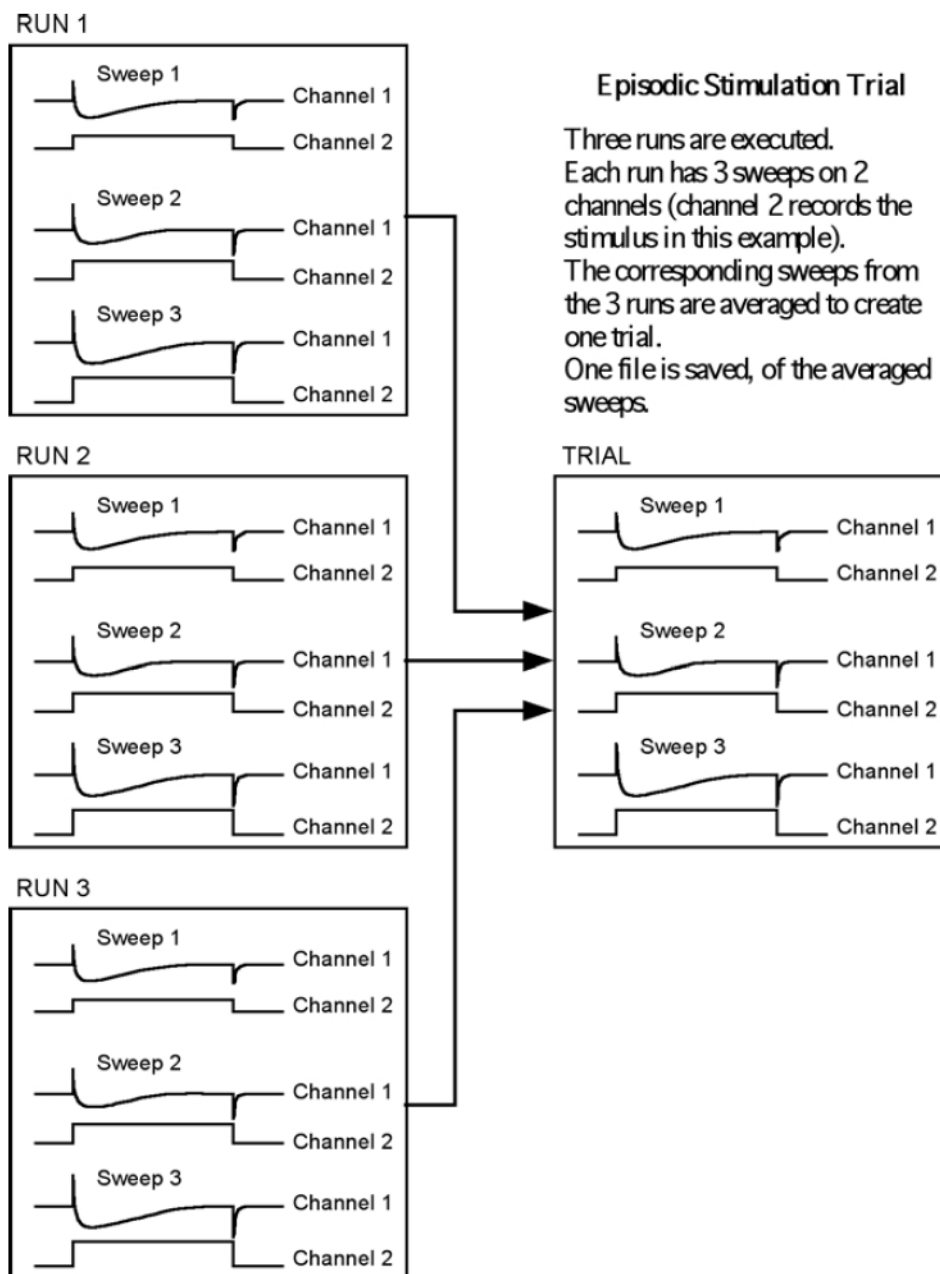 RUN 1
Sweep 1
Channel 1
Channel 2
Sweep 2
Channel 1
Channel 2
Sweep 3
Channel 1
Channel 2
Episodic Stimulation Trial
Three runs are executed.
Each run has 3 sweeps on 2
channels (channel 2 records the
stimulus in this example).
The corresponding sweeps from
the 3 runs are averaged to create
one trial.
One file is saved, of the averaged
sweeps.
RUN 2
Sweep 1
Channel 1
Channel 2
Sweep 2
Channel 1
Channel 2
Sweep 3
Channel 1
Channel 2
TRIAL
Sweep 1
Channel 1
Channel 2
Sweep 2
Channel 1
Channel 2
Sweep 3
Channel 1
Channel 2
RUN 3
Sweep 1
Channel 1
Channel 2
Sweep 2
Channel 1
Channel 2
Sweep 3
Channel 1
Channel 2